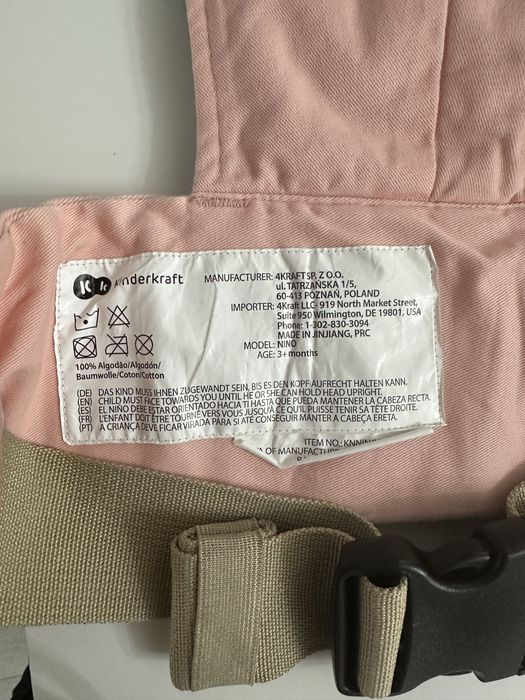 kk kinderkraft
MANUFACTURER: 4KRAFT SP. Z O.O.
ul. TATRZAŃSKA 1/5,
60-413 POZNAŃ, POLAND
IMPORTER: 4Kraft LLC- 919 North Market Street,
Suite 950 Wilmington, DE 19801, USA
Phone: 1-302-830-3094
MADE IN JINJIANG, PRC
MODEL: NINO
AGE: 3+months
100% Algodão/Algodón/
Baumwolle/Coton/Cotton
(DE) DAS KIND MUSS IHNEN ZUGEWANDT SEIN, BIS ES DEN KOPF AUFRECHT HALTEN KANN.
(EN) CHILD MUST FACE TOWARDS YOU UNTIL HE OR SHE CAN HOLD HEAD UPRIGHT.
(ES) EL NIÑO DEBE ESTAR ORIENTADO HACIA TI HASTA QUE PUEDA MANTENER LA CABEZA RECTA.
(FR) L'ENFANT DOIT ÊTRE TOURNÉ VERS VOUS JUSQU'À CE QU'IL PUISSE TENIR SA TÊTE DROITE.
(PT) A CRIANÇA DEVE FICAR VIRADA PARA SI ATÉ CONSEGUIR MANTER A CABEÇA ERETA.
ITEM NO.: KNNINO
OF MANUFACTUR